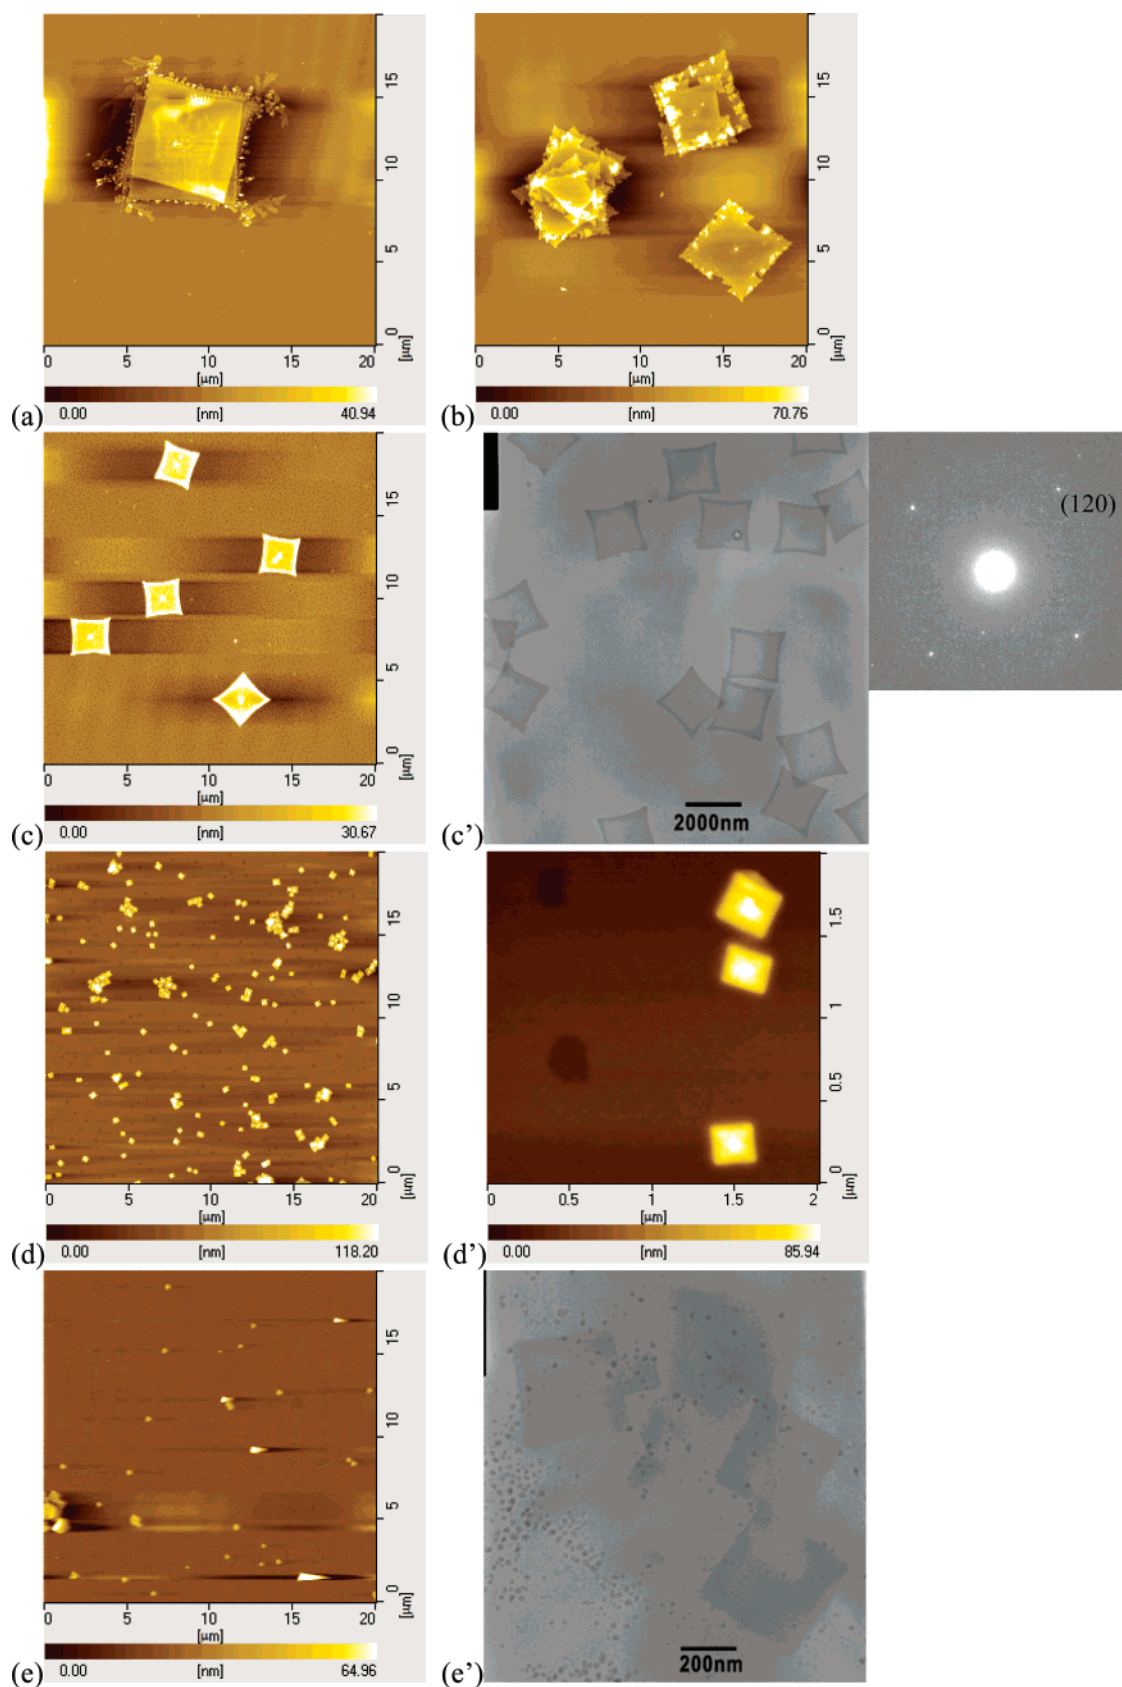 15
10
5
0
[µm]
0 5 10 15 20
[µm]
0.00 [nm] 40.94
(a)
15
10
5
0
[µm]
0 5 10 15 20
[µm]
0.00 [nm] 70.76
(b)
15
10
5
0
[µm]
0 5 10 15 20
[µm]
0.00 [nm] 30.67
(c)
2000nm
(c')
(120)
15
10
5
0
[µm]
0 5 10 15 20
[µm]
0.00 [nm] 118.20
(d)
1.5
1
0.5
0
[µm]
0 0.5 1 1.5 2
[µm]
0.00 [nm] 85.94
(d')
15
10
5
0
[µm]
0 5 10 15 20
[µm]
0.00 [nm] 64.96
(e)
200nm
(e')